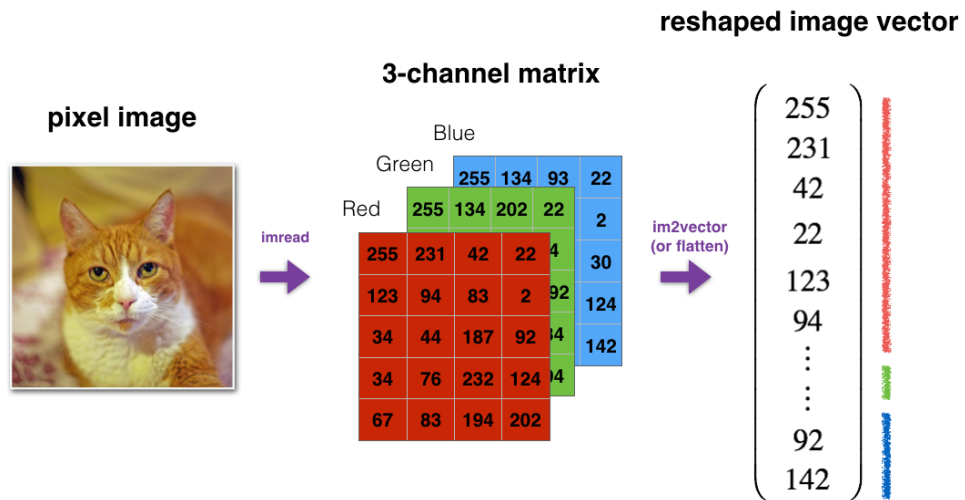 reshaped image vector
3-channel matrix
pixel image
Blue
Green
Red
imread
im2vector
(or flatten)
255 134 93 22
2
30
124
142
255 134 202 22
255 231 42 22
123 94 83 2
34 44 187 92
34 76 232 124
67 83 194 202
255
231
42
22
123
94
⋮
⋮
92
142